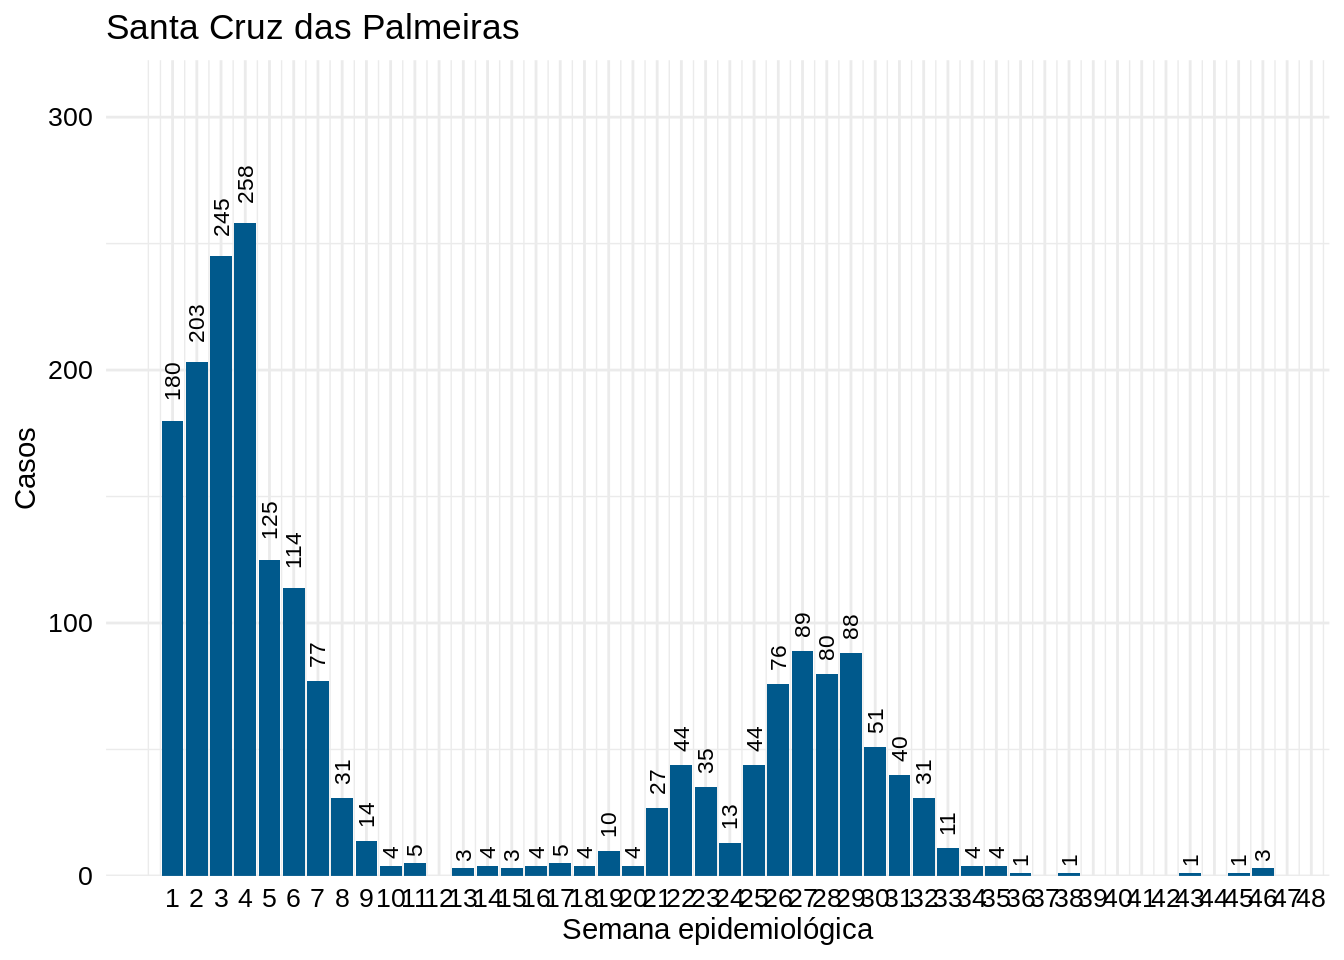 Santa Cruz das Palmeiras
300
200
100
0
Casos
180 203 245 258 125 114 77 31 14 4 5 3 4 3 4 5 4 10 4 27 44 35 13 44 76 89 80 88 51 40 31 11 4 4 1 1 1 1 3
1 2 3 4 5 6 7 8 9 10 11 12 13 14 15 16 17 18 19 20 21 22 23 24 25 26 27 28 29 30 31 32 33 34 35 36 37 38 39 40 41 42 43 44 45 46 47 48
Semana epidemiológica